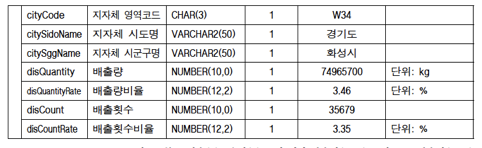 cityCode 지자체 영역코드 CHAR(3) 1 W34
citySidoName 지자체 시도명 VARCHAR2(50) 1 경기도
citySggName 지자체 시군구명 VARCHAR2(50) 1 화성시
disQuantity 배출량 NUMBER(10,0) 1 74965700 단위: kg
disQuantityRate 배출량비율 NUMBER(12,2) 1 3.46 단위: %
disCount 배출횟수 NUMBER(10,0) 1 35679
disCountRate 배출횟수비율 NUMBER(12,2) 1 3.35 단위: %